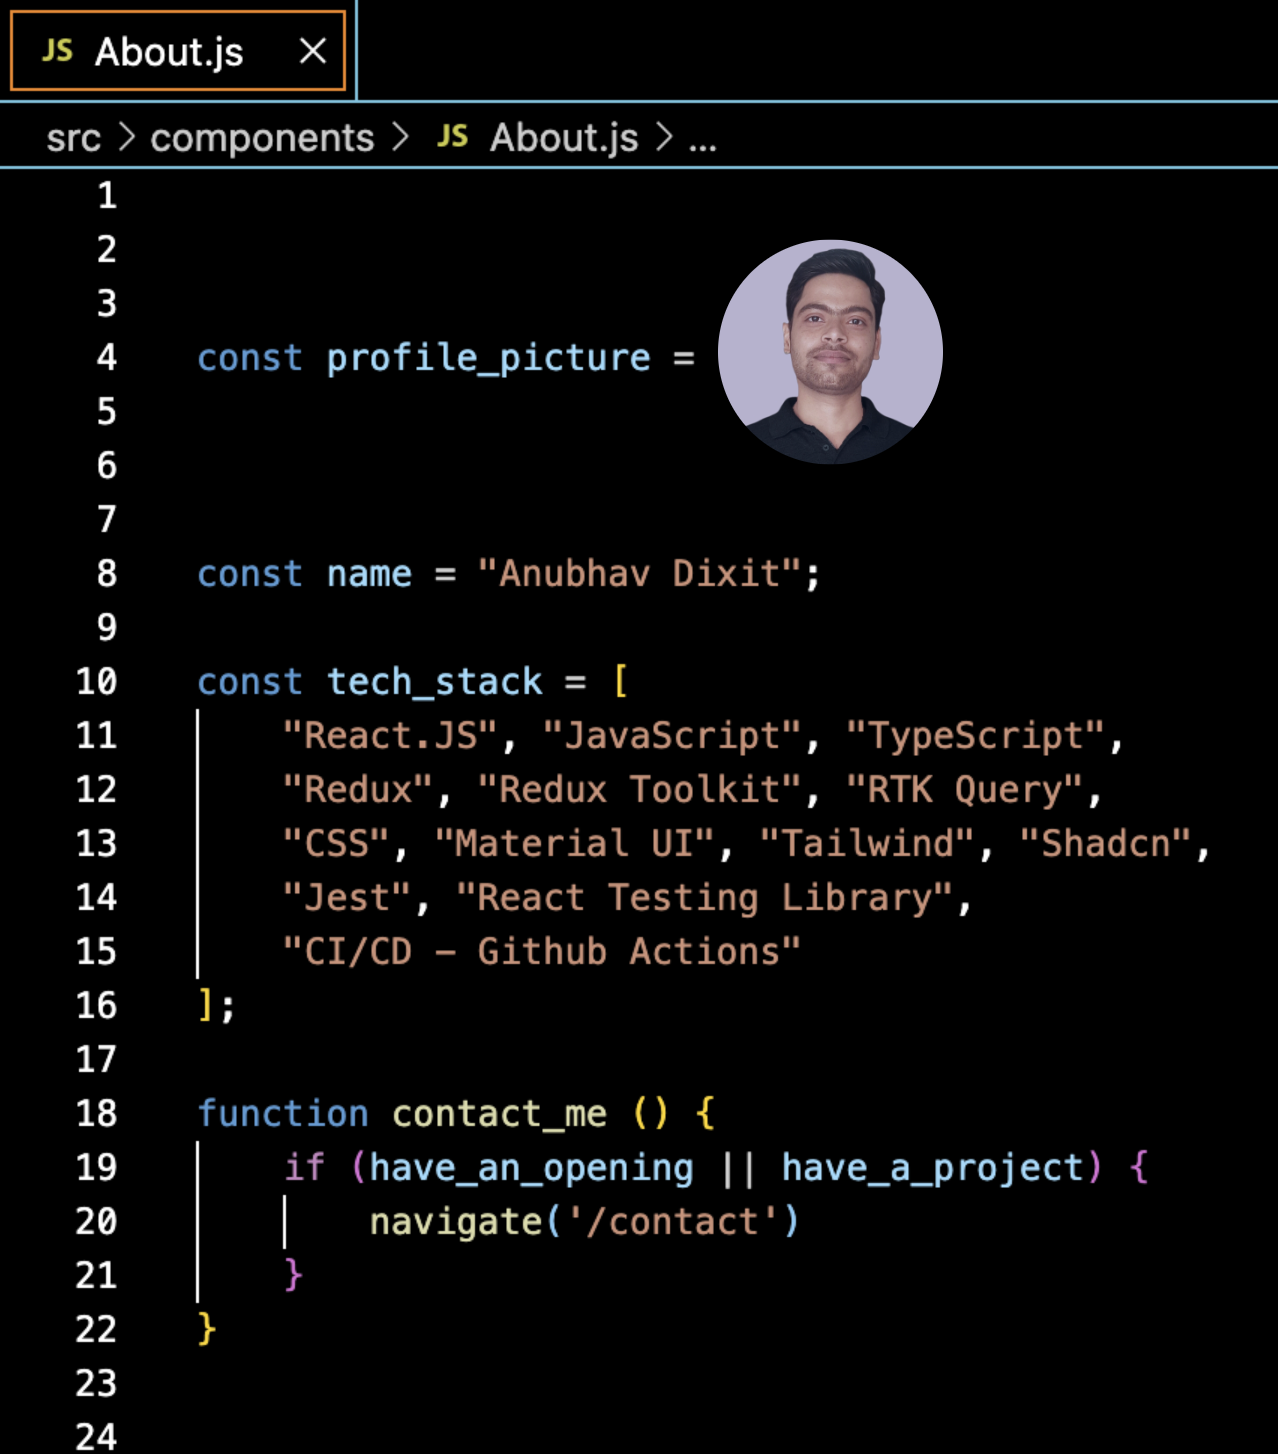 JS About.js ×
src > components > JS About.js > ...
1
2
3
4 const profile_picture =
5
6
7
8 const name = "Anubhav Dixit";
9
10 const tech_stack = [
11 "React.JS", "JavaScript", "TypeScript",
12 "Redux", "Redux Toolkit", "RTK Query",
13 "CSS", "Material UI", "Tailwind", "Shadcn",
14 "Jest", "React Testing Library",
15 "CI/CD – Github Actions"
16 ];
17
18 function contact_me () {
19 if (have_an_opening || have_a_project) {
20 navigate('/contact')
21 }
22 }
23
24